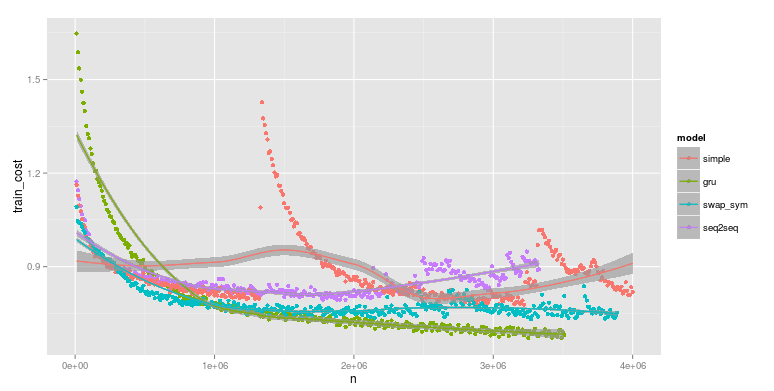 train_cost
1.5
1.2
0.9
0e+00
1e+06
2e+06
3e+06
4e+06
n
model
simple
gru
swap_sym
seq2seq